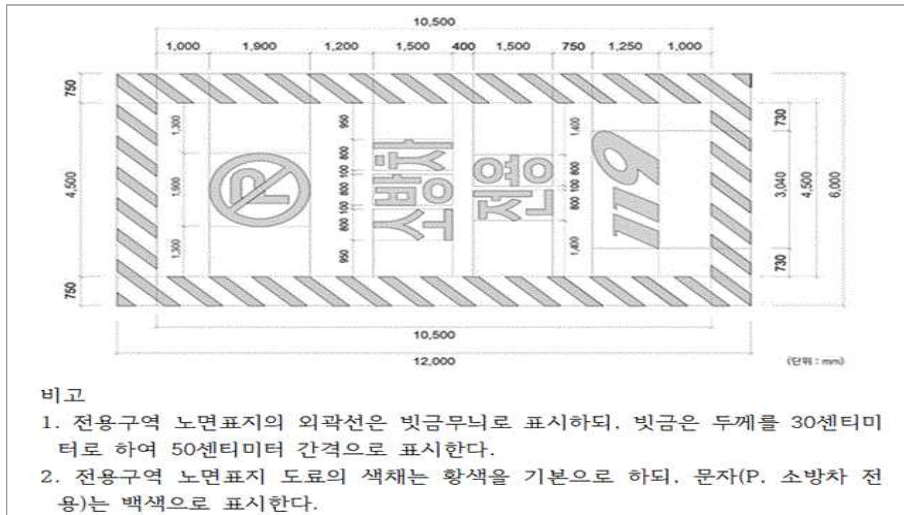 10,500
1,000 1,900 1,200 1,500 400 1,500 750 1,250 1,000
750 4,500 750
1,300 1,900 1,300
950 800 100 800 100 800 950
1,400 800 100 800 1,400
P
소방차
전용
119
730 3,040 730
4,500
6,000
10,500
12,000
(단위 : mm)
비고
1. 전용구역 노면표지의 외곽선은 빗금무늬로 표시하되, 빗금은 두께를 30센티미
터로 하여 50센티미터 간격으로 표시한다.
2. 전용구역 노면표지 도료의 색채는 황색을 기본으로 하되, 문자(P, 소방차 전
용)는 백색으로 표시한다.